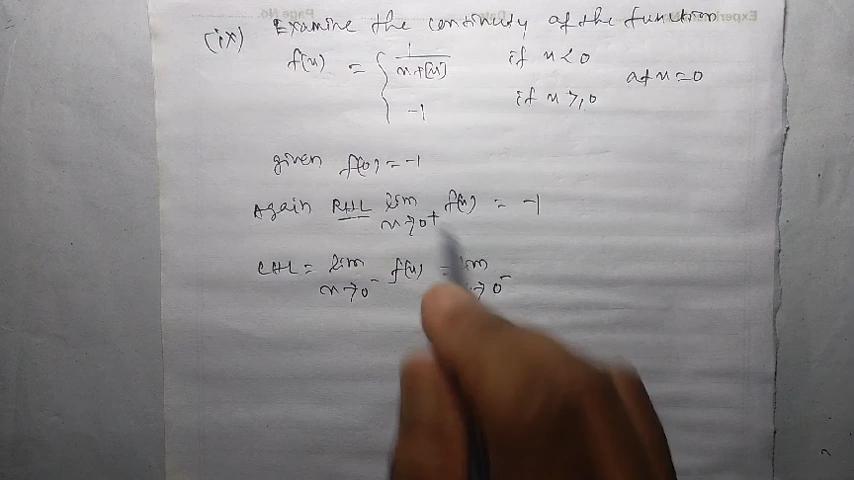 (ix) Examine the continuity of the function
f(x) = { 1/x+[x] if x < 0
-1 if x ≥ 0 at x = 0
given f(0) = -1
Again RHL lim x→0+ f(x) = -1
LHL = lim x→0- f(x) = lim x→0-